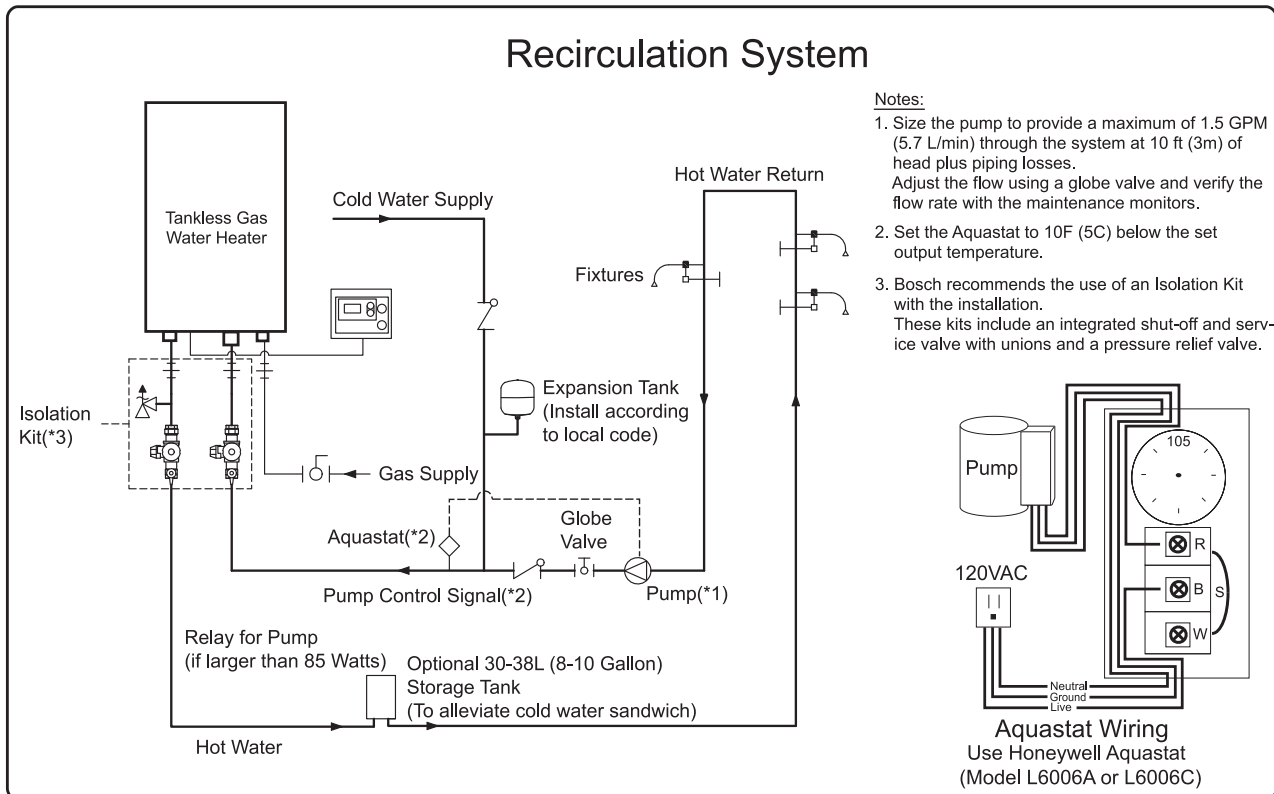 Recirculation System
Notes:
1. Size the pump to provide a maximum of 1.5 GPM
(5.7 L/min) through the system at 10 ft (3m) of
head plus piping losses.
Adjust the flow using a globe valve and verify the
flow rate with the maintenance monitors.
2. Set the Aquastat to 10F (5C) below the set
output temperature.
3. Bosch recommends the use of an Isolation Kit
with the installation.
These kits include an integrated shut-off and serv-
ice valve with unions and a pressure relief valve.
Tankless Gas
Water Heater
Cold Water Supply
Hot Water Return
Fixtures
Isolation
Kit(*3)
Expansion Tank
(Install according
to local code)
Gas Supply
Aquastat(*2)
Globe
Valve
Pump Control Signal(*2)
Pump(*1)
Relay for Pump
(if larger than 85 Watts)
Optional 30-38L (8-10 Gallon)
Storage Tank
(To alleviate cold water sandwich)
Hot Water
Pump
105
R
B
S
W
120VAC
Neutral
Ground
Live
Aquastat Wiring
Use Honeywell Aquastat
(Model L6006A or L6006C)